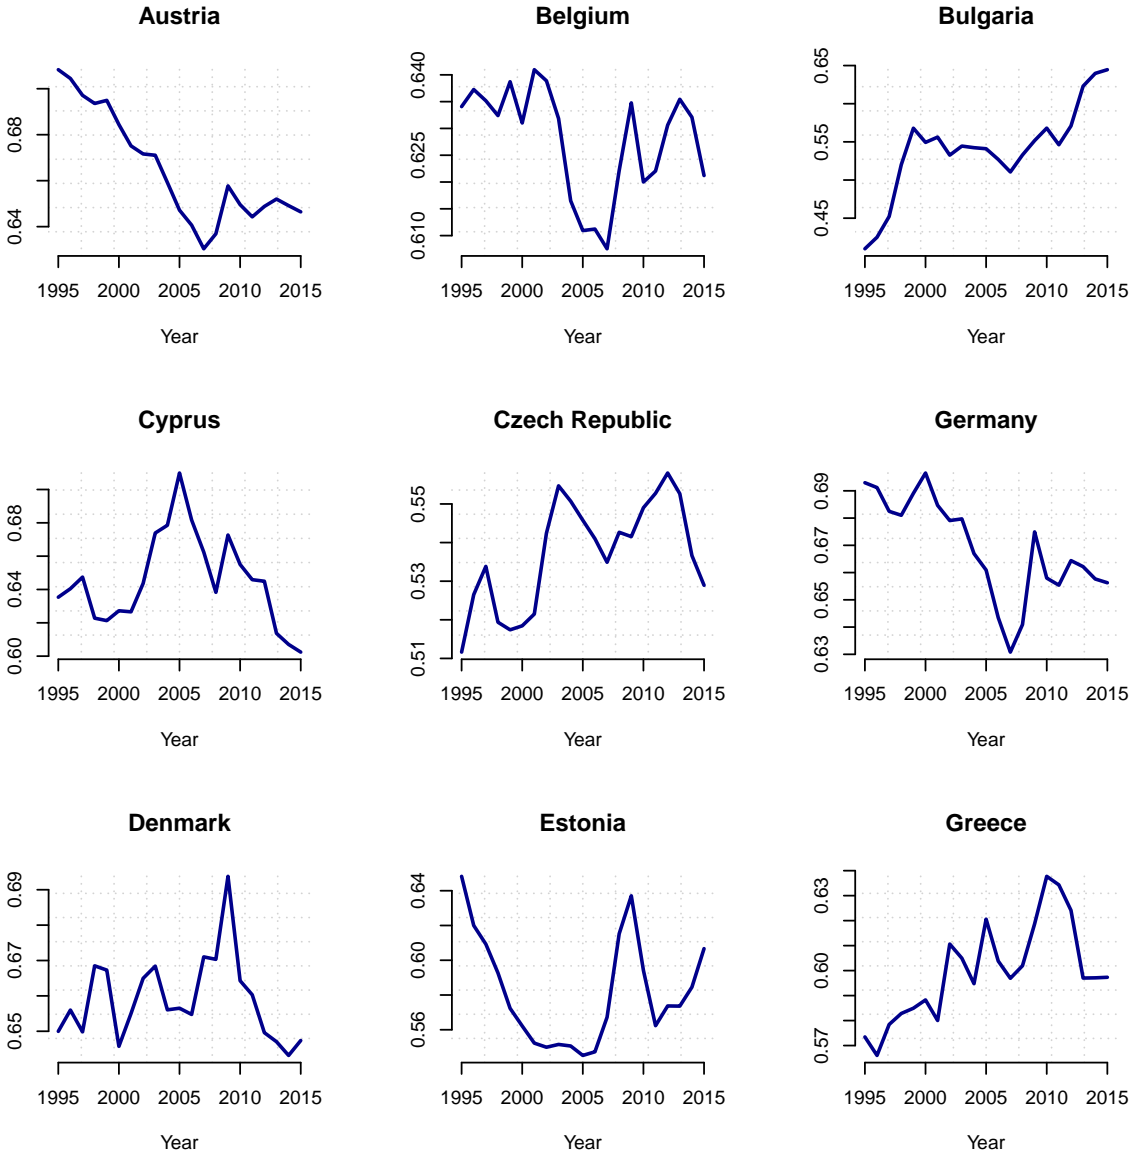 Austria Belgium Bulgaria
0.68
0.64
1995 2000 2005 2010 2015
Year
0.640
0.625
0.610
1995 2000 2005 2010 2015
Year
0.65
0.55
0.45
1995 2000 2005 2010 2015
Year
Cyprus Czech Republic Germany
0.68
0.64
0.60
1995 2000 2005 2010 2015
Year
0.55
0.53
0.51
1995 2000 2005 2010 2015
Year
0.69
0.67
0.65
0.63
1995 2000 2005 2010 2015
Year
Denmark Estonia Greece
0.69
0.67
0.65
1995 2000 2005 2010 2015
Year
0.64
0.60
0.56
1995 2000 2005 2010 2015
Year
0.63
0.60
0.57
1995 2000 2005 2010 2015
Year